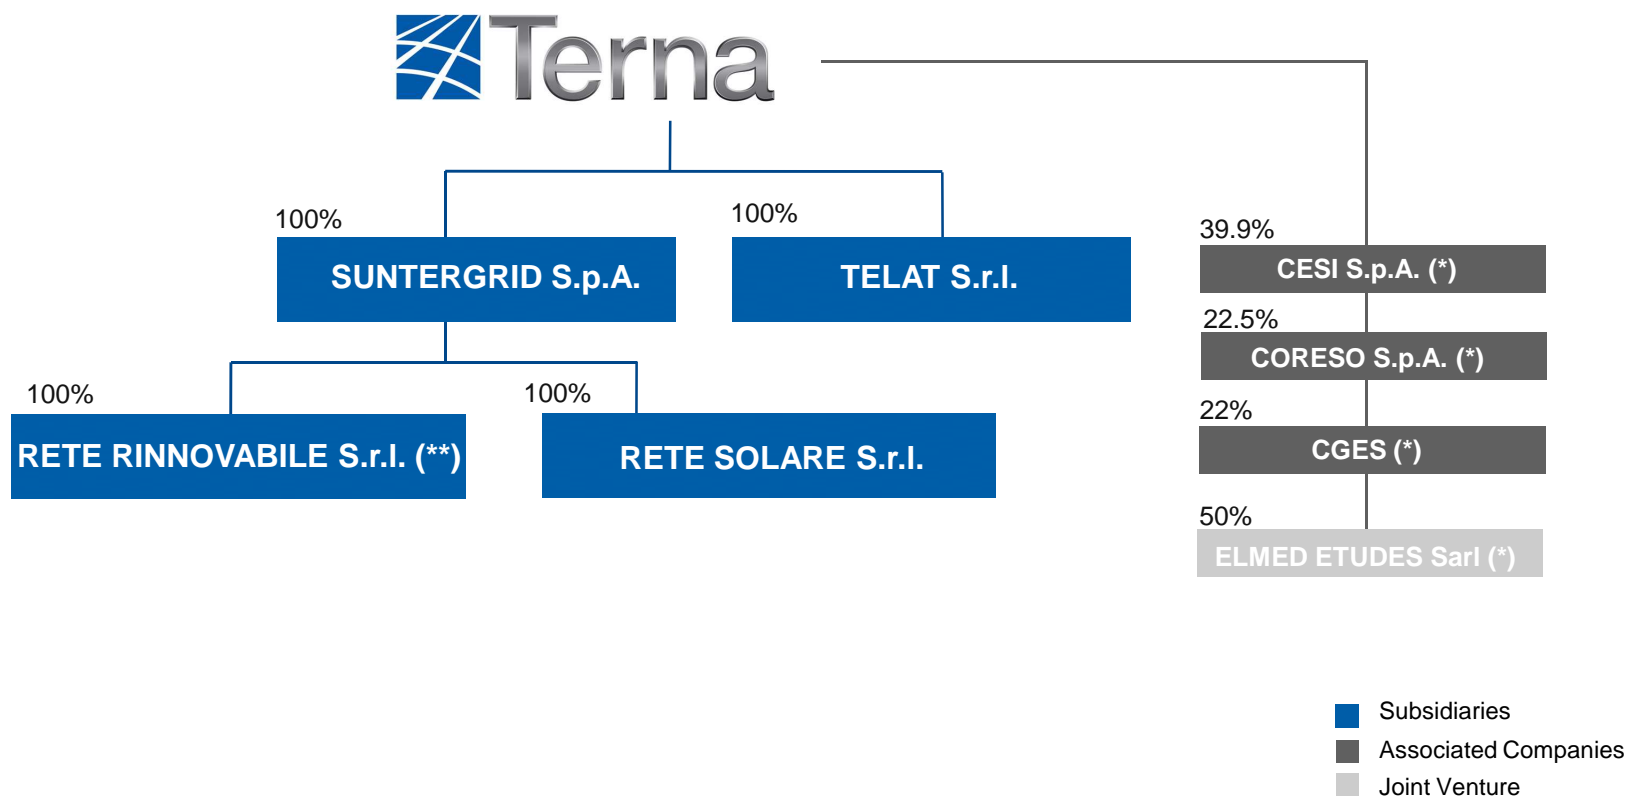 Terna
100%
SUNTERGRID S.p.A.
100%
TELAT S.r.l.
100%
RETE RINNOVABILE S.r.l. (**)
100%
RETE SOLARE S.r.l.
39.9%
CESI S.p.A. (*)
22.5%
CORESO S.p.A. (*)
22%
CGES (*)
50%
ELMED ETUDES Sarl (*)
Subsidiaries
Associated Companies
Joint Venture